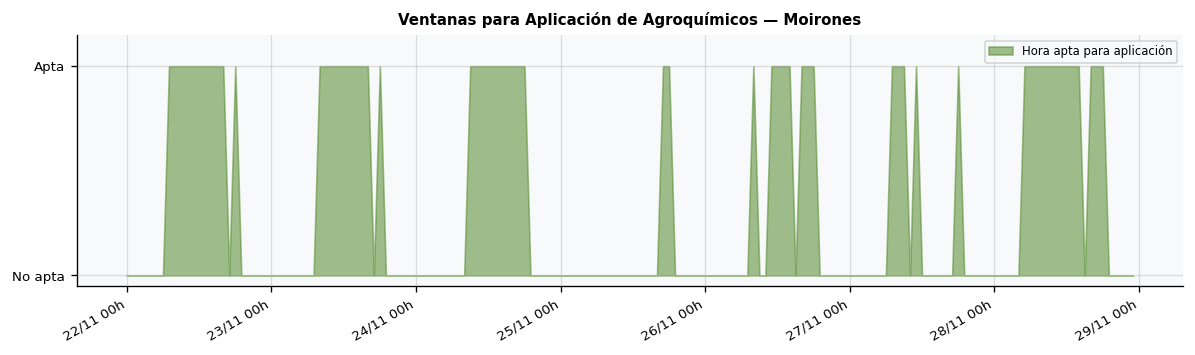 Ventanas para Aplicación de Agroquímicos — Moirones
Hora apta para aplicación
Apta
No apta
22/11 00h
23/11 00h
24/11 00h
25/11 00h
26/11 00h
27/11 00h
28/11 00h
29/11 00h